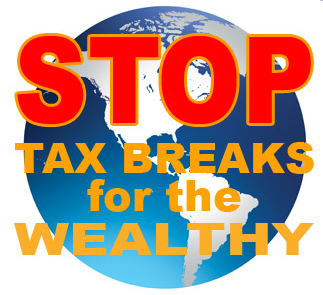 STOP
TAX BREAKS
for the
WEALTHY